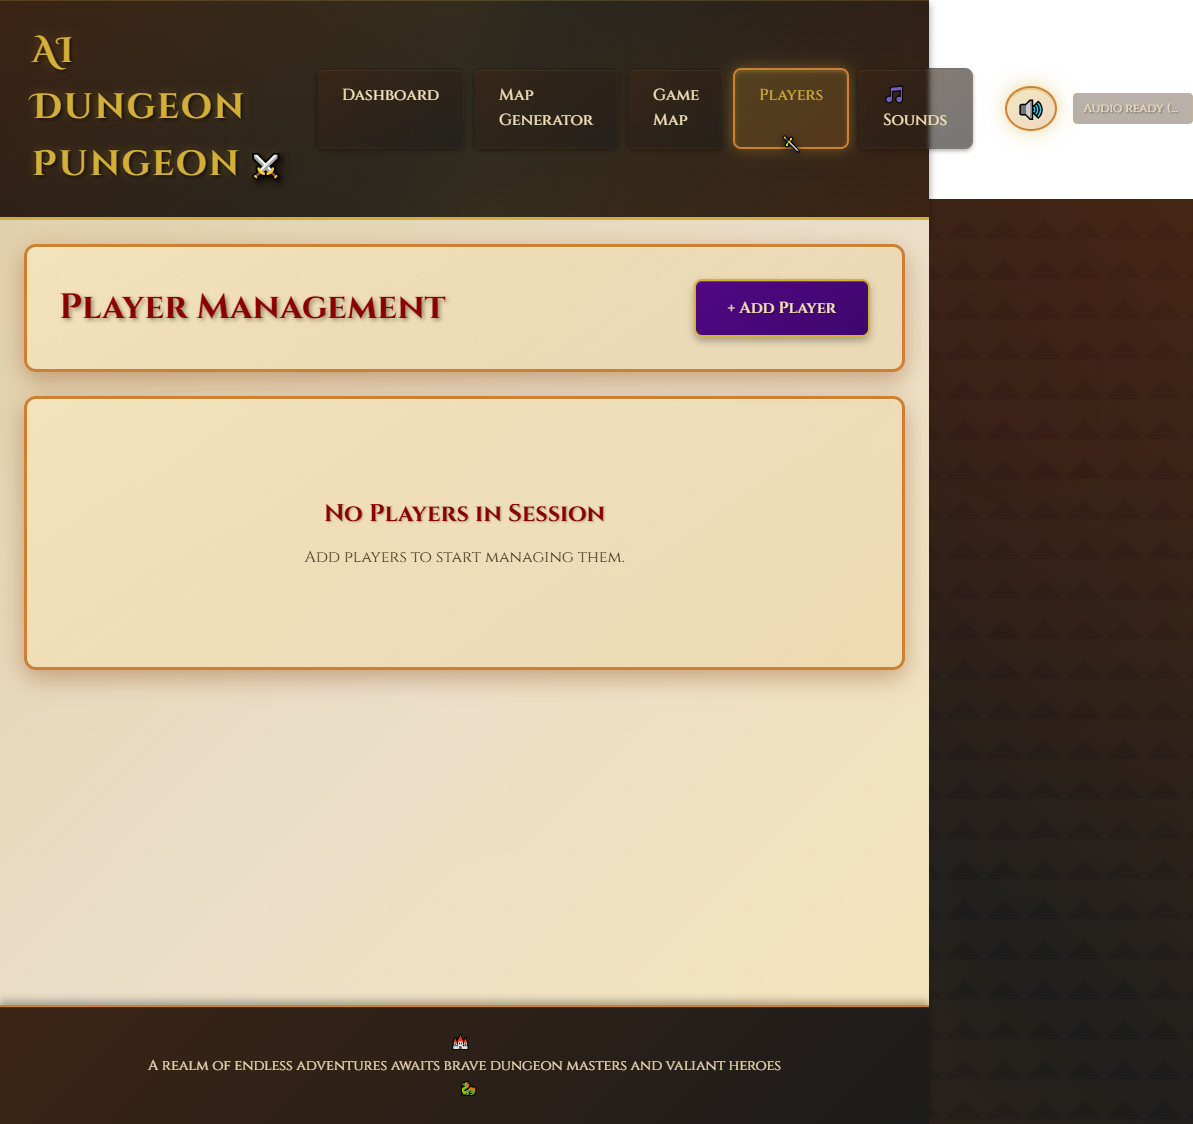 AI
Dungeon
Pungeon
Dashboard
Map
Generator
Game
Map
Players
Sounds
Audio ready (...
Player Management
+ Add Player
No Players in Session
Add players to start managing them.
A realm of endless adventures awaits brave dungeon masters and valiant heroes